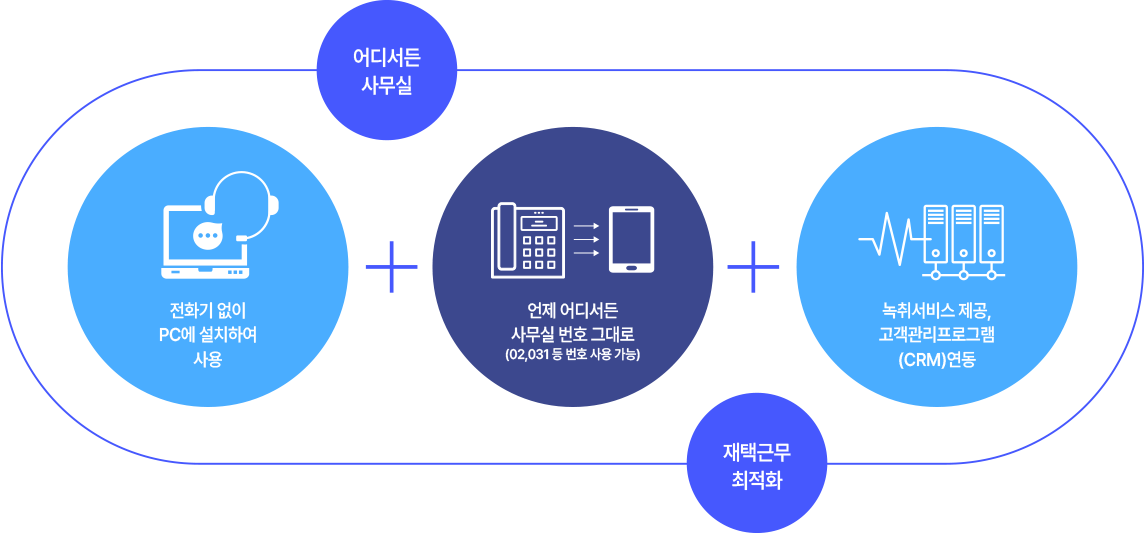 어디서든
사무실
전화기 없이
PC에 설치하여
사용
언제 어디서든
사무실 번호 그대로
(02,031 등 번호 사용 가능)
녹취서비스 제공,
고객관리프로그램
(CRM)연동
재택근무
최적화